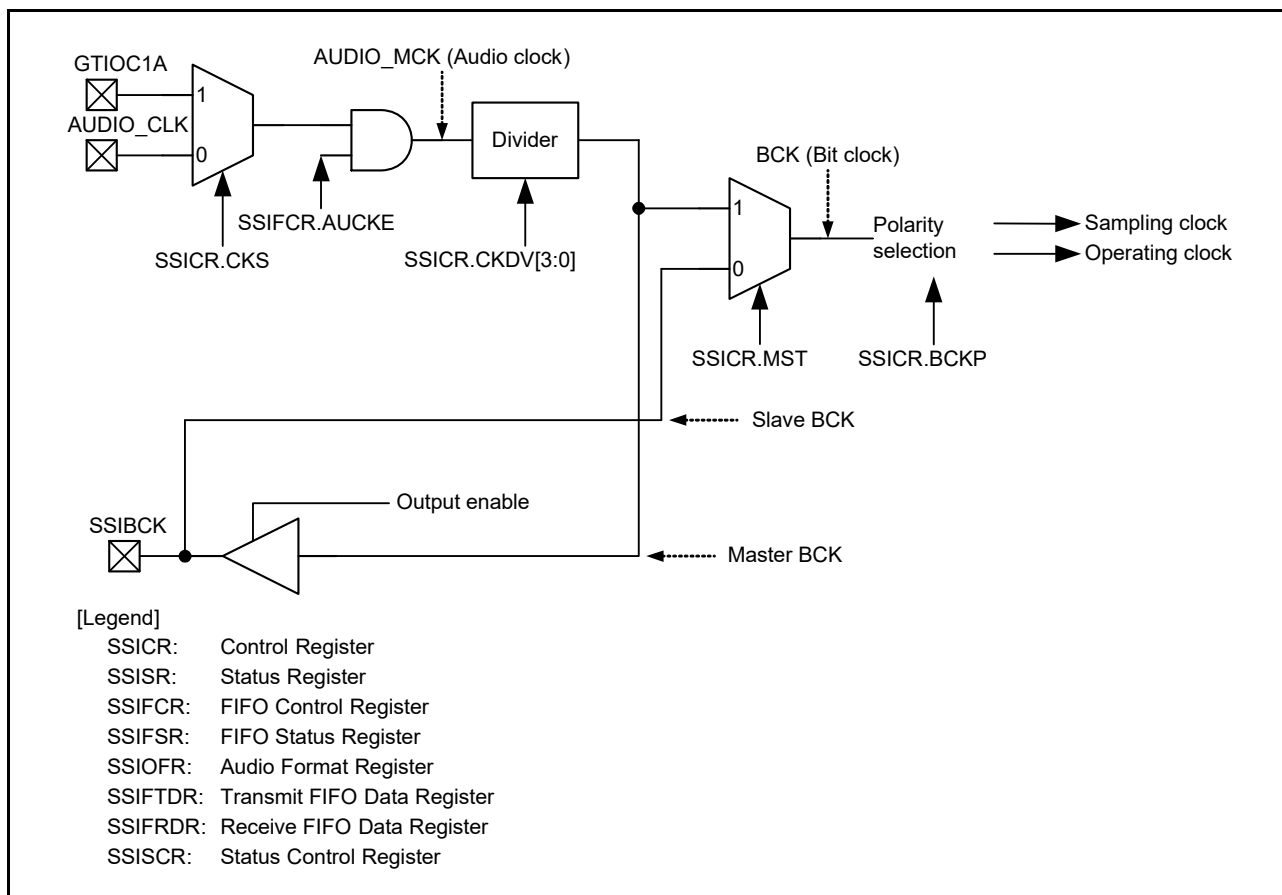 GTIOC1A
AUDIO_MCK (Audio clock)
1
AUDIO_CLK
0
Divider
BCK (Bit clock)
SSIFCR.AUCKE
1
Polarity
selection
Sampling clock
Operating clock
SSICR.CKS
SSICR.CKDV[3:0]
0
SSICR.MST
SSICR.BCKP
Slave BCK
Output enable
SSIBCK
Master BCK
[Legend]
SSICR: Control Register
SSISR: Status Register
SSIFCR: FIFO Control Register
SSIFSR: FIFO Status Register
SSIOFR: Audio Format Register
SSIFTDR: Transmit FIFO Data Register
SSIFRDR: Receive FIFO Data Register
SSISCR: Status Control Register